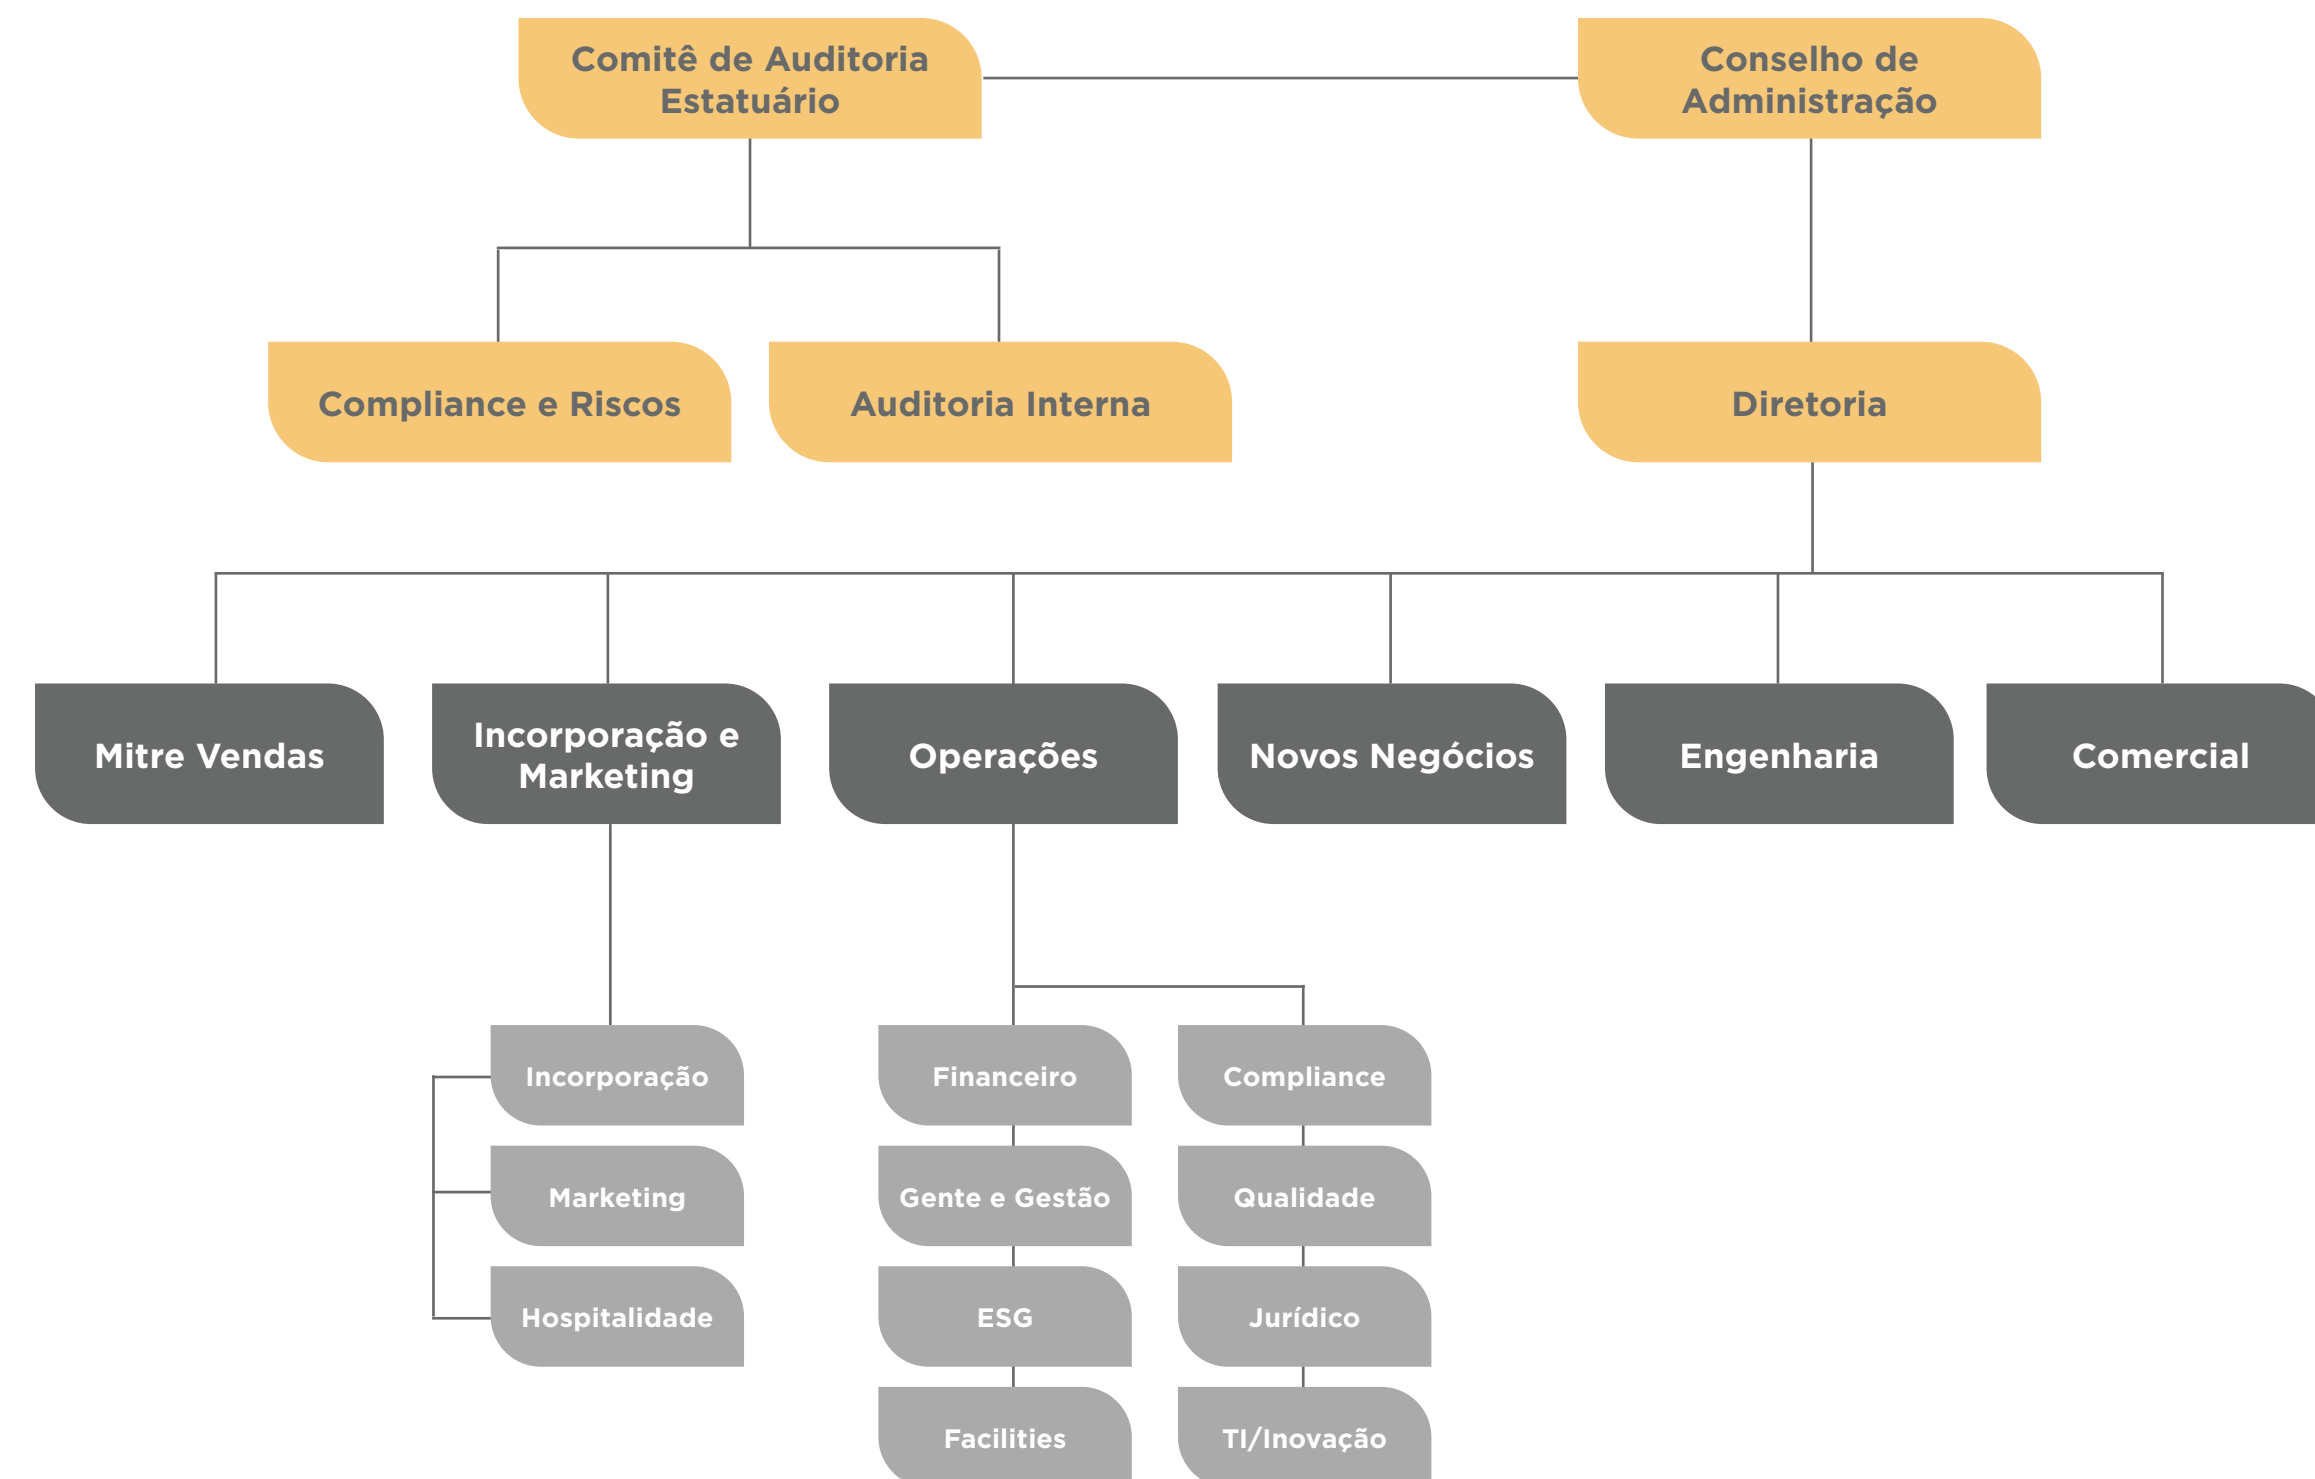 Comitê de Auditoria
Estatuário
Conselho de
Administração
Compliance e Riscos
Auditoria Interna
Diretoria
Mitre Vendas
Incorporação e
Marketing
Operações
Novos Negócios
Engenharia
Comercial
Incorporação
Marketing
Hospitalidade
Financeiro
Gente e Gestão
ESG
Facilities
Compliance
Qualidade
Jurídico
TI/Inovação